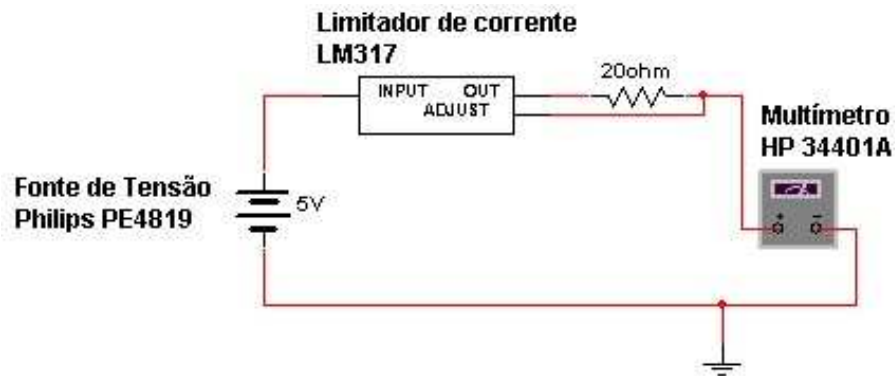 Limitador de corrente
LM317
INPUT OUT
ADJUST
20ohm
Multímetro
HP 34401A
Fonte de Tensão
Philips PE4819
5V
+ −